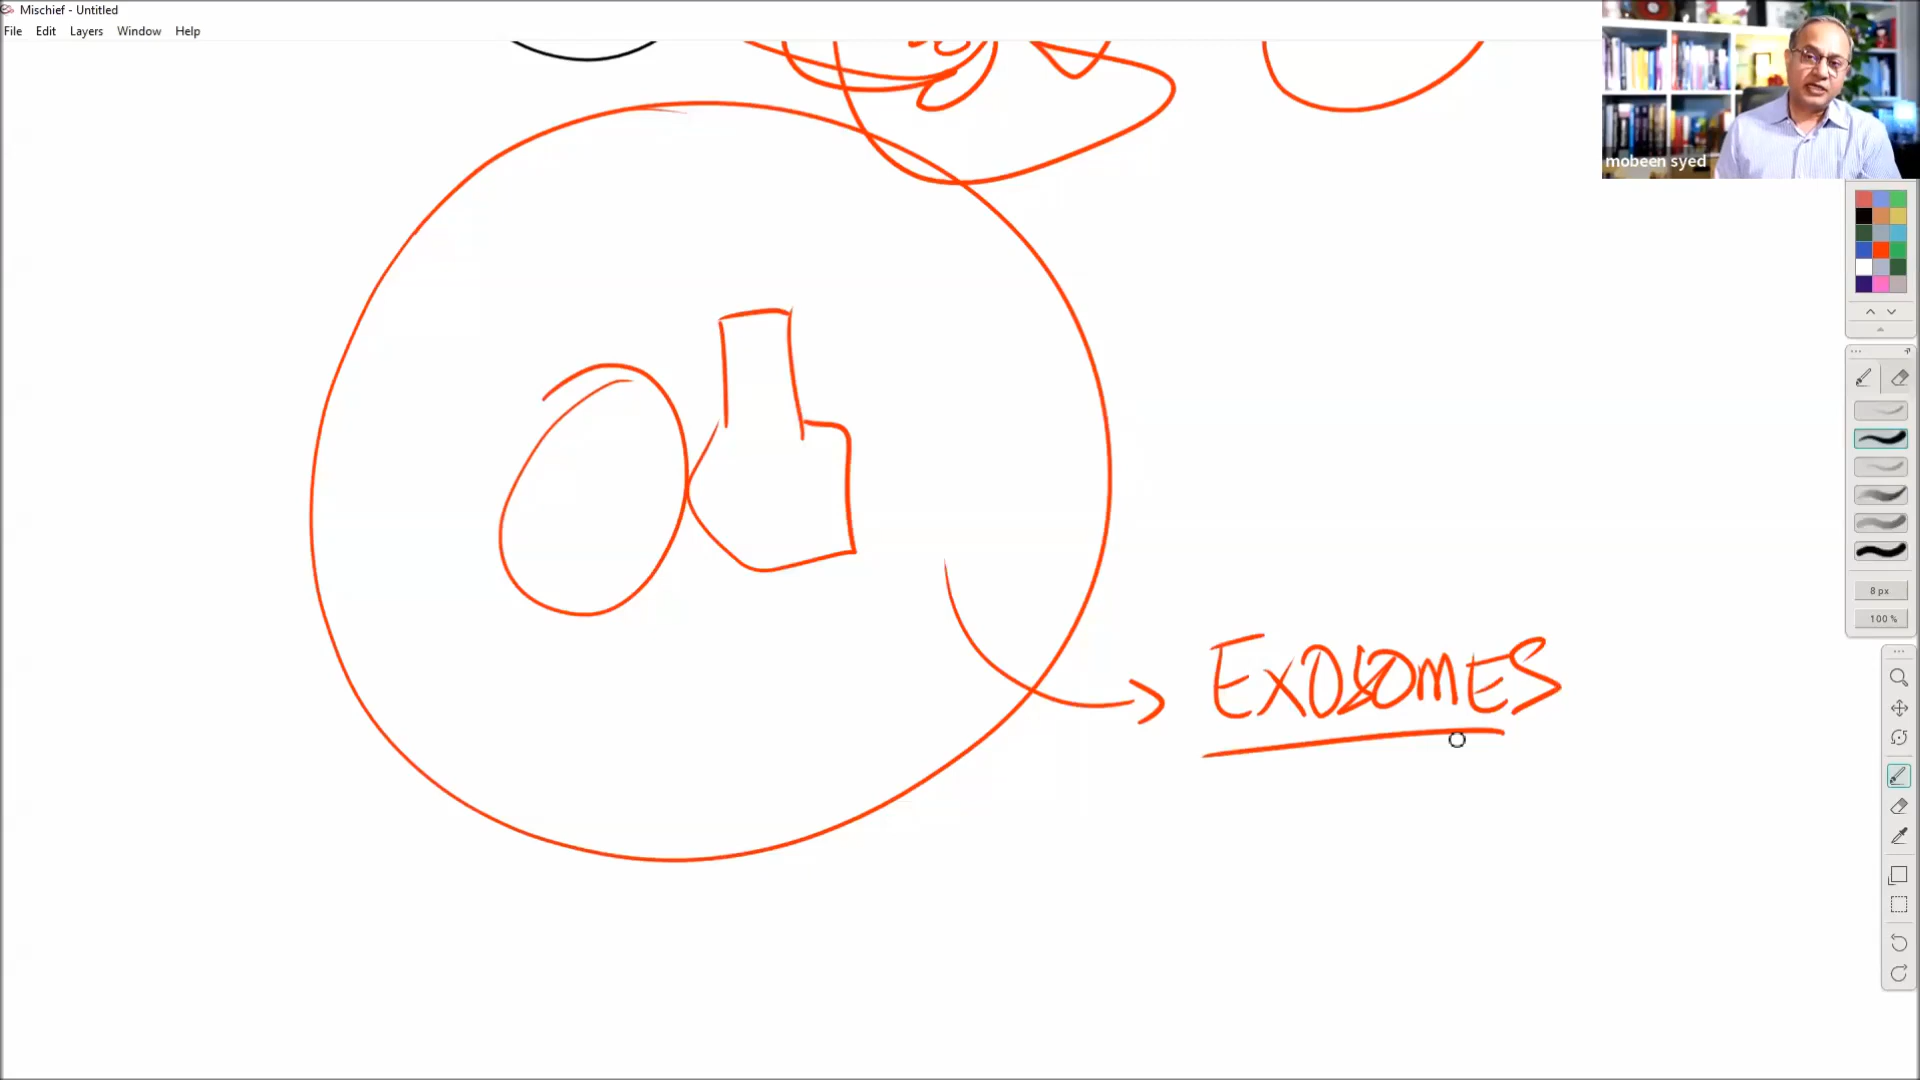 Mischief - Untitled
File Edit Layers Window Help
mobeen syed
8 px
100 %
EXOSOMES